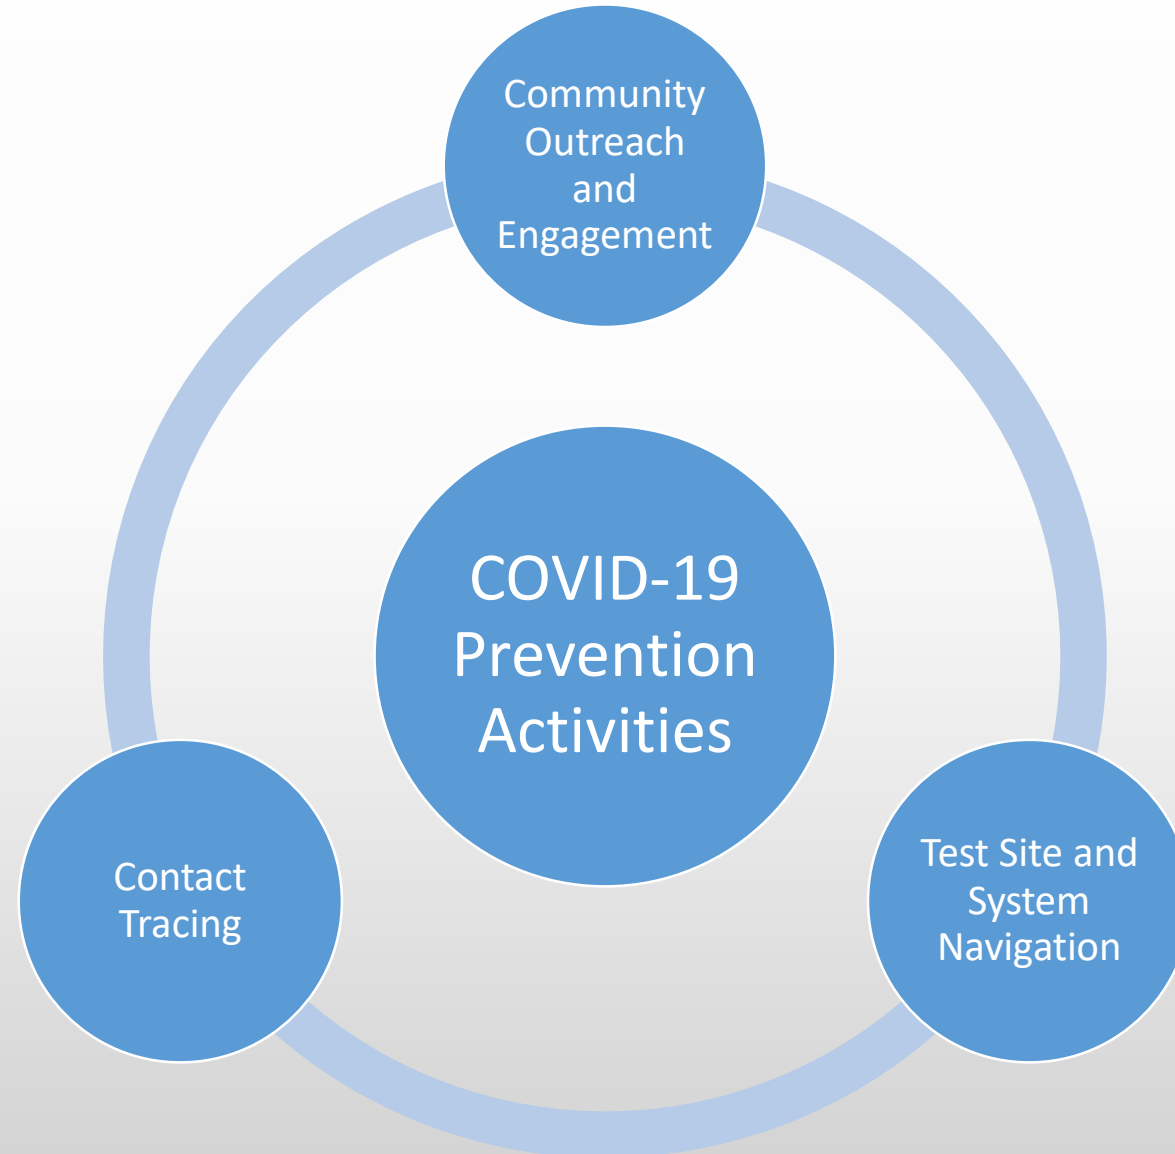 Community
Outreach
and
Engagement
COVID-19
Prevention
Activities
Contact
Tracing
Test Site and
System
Navigation